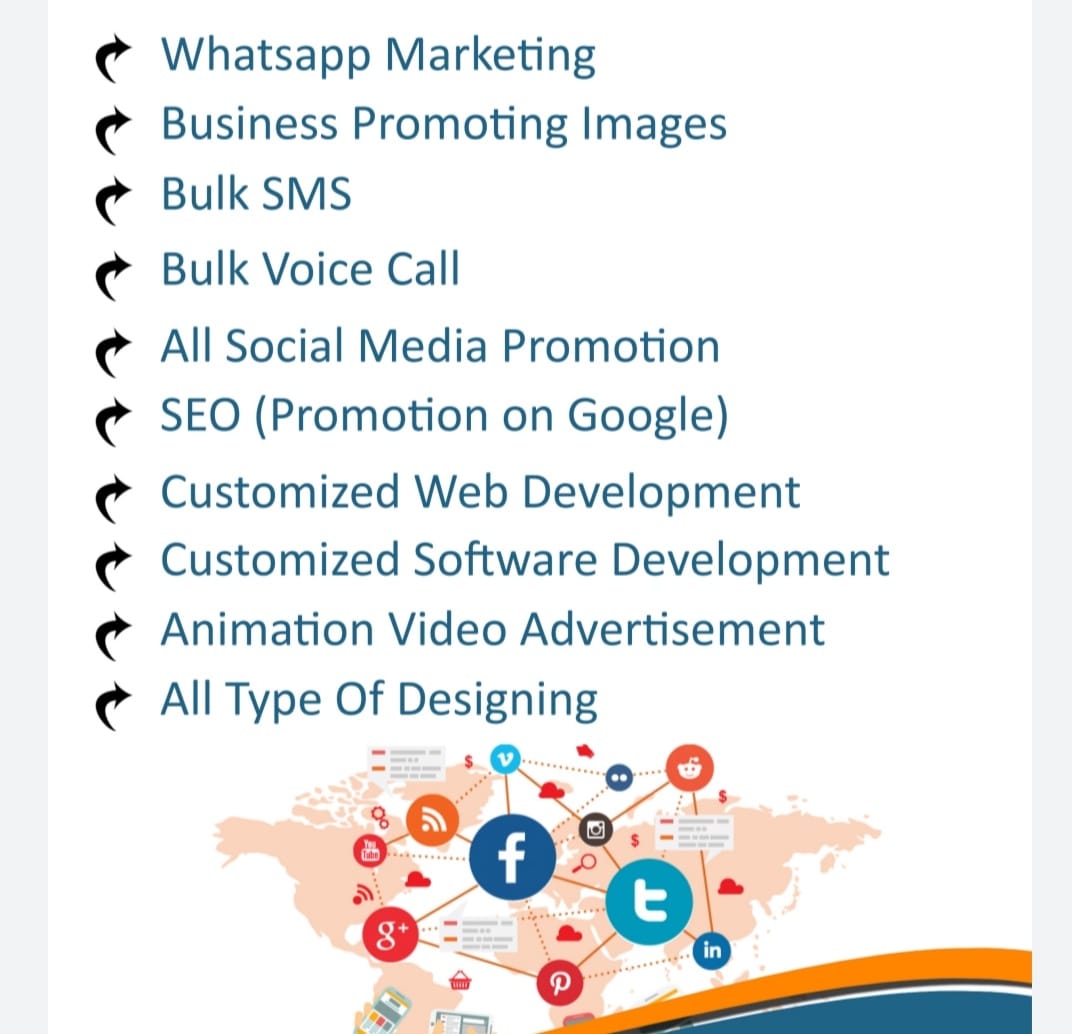 Whatsapp Marketing
Business Promoting Images
Bulk SMS
Bulk Voice Call
All Social Media Promotion
SEO (Promotion on Google)
Customized Web Development
Customized Software Development
Animation Video Advertisement
All Type Of Designing
You
Tube
f
g+
in